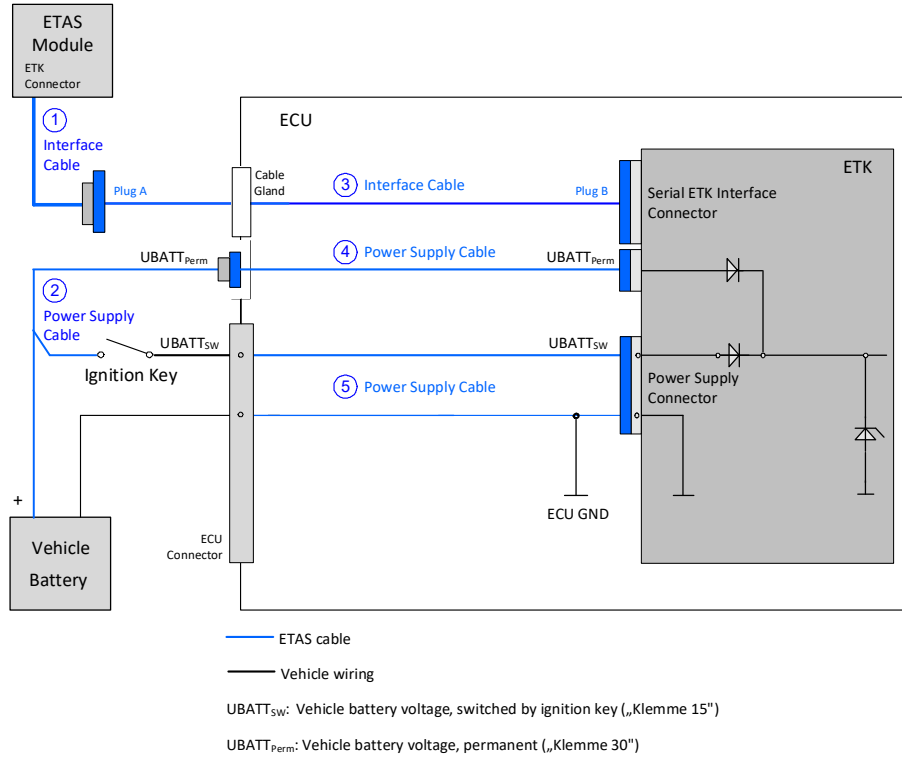 ETAS
Module
ETK
Connector
1
Interface
Cable
Plug A
ECU
Cable
Gland
3 Interface Cable
Plug B
ETK
Serial ETK Interface
Connector
UBATTPerm
4 Power Supply Cable
UBATTPerm
2
Power Supply
Cable
UBATTSW
Ignition Key
UBATTSW
5 Power Supply Cable
Power Supply
Connector
+
ECU GND
Vehicle
Battery
ECU
Connector
ETAS cable
Vehicle wiring
UBATTSW: Vehicle battery voltage, switched by ignition key („Klemme 15")
UBATTPerm: Vehicle battery voltage, permanent („Klemme 30")